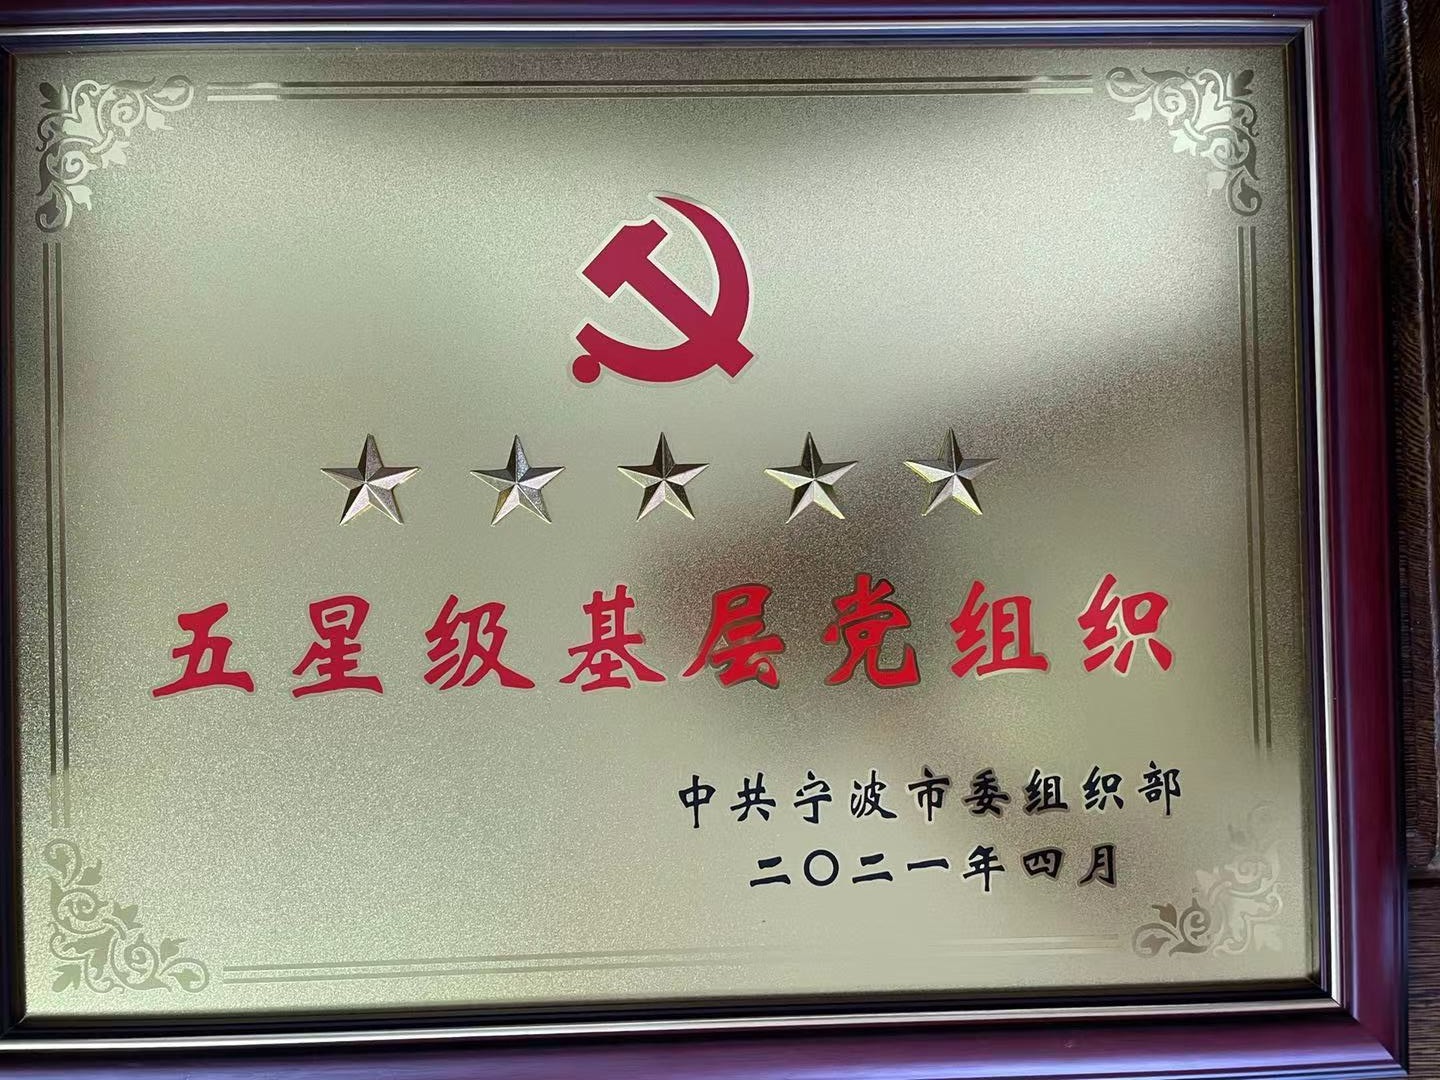 五星级基层党组织
中共宁波市委组织部
二〇二一年四月